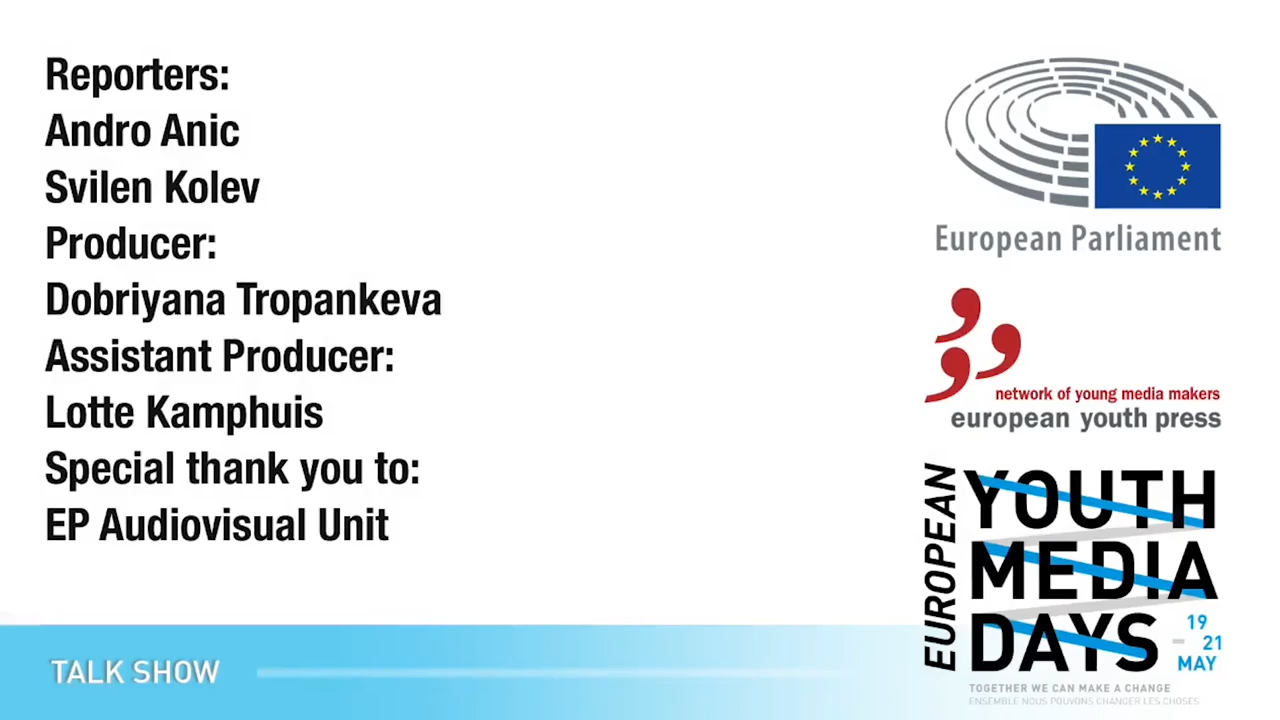 Reporters:
Andro Anic
Svilen Kolev
Producer:
Dobriyana Tropankeva
Assistant Producer:
Lotte Kamphuis
Special thank you to:
EP Audiovisual Unit
TALK SHOW
European Parliament
network of young media makers
european youth press
EUROPEAN
YOUTH
MEDIA
DAYS
19
- 21
MAY
TOGETHER WE CAN MAKE A CHANGE
ENSEMBLE NOUS POUVONS CHANGER LES CHOSES